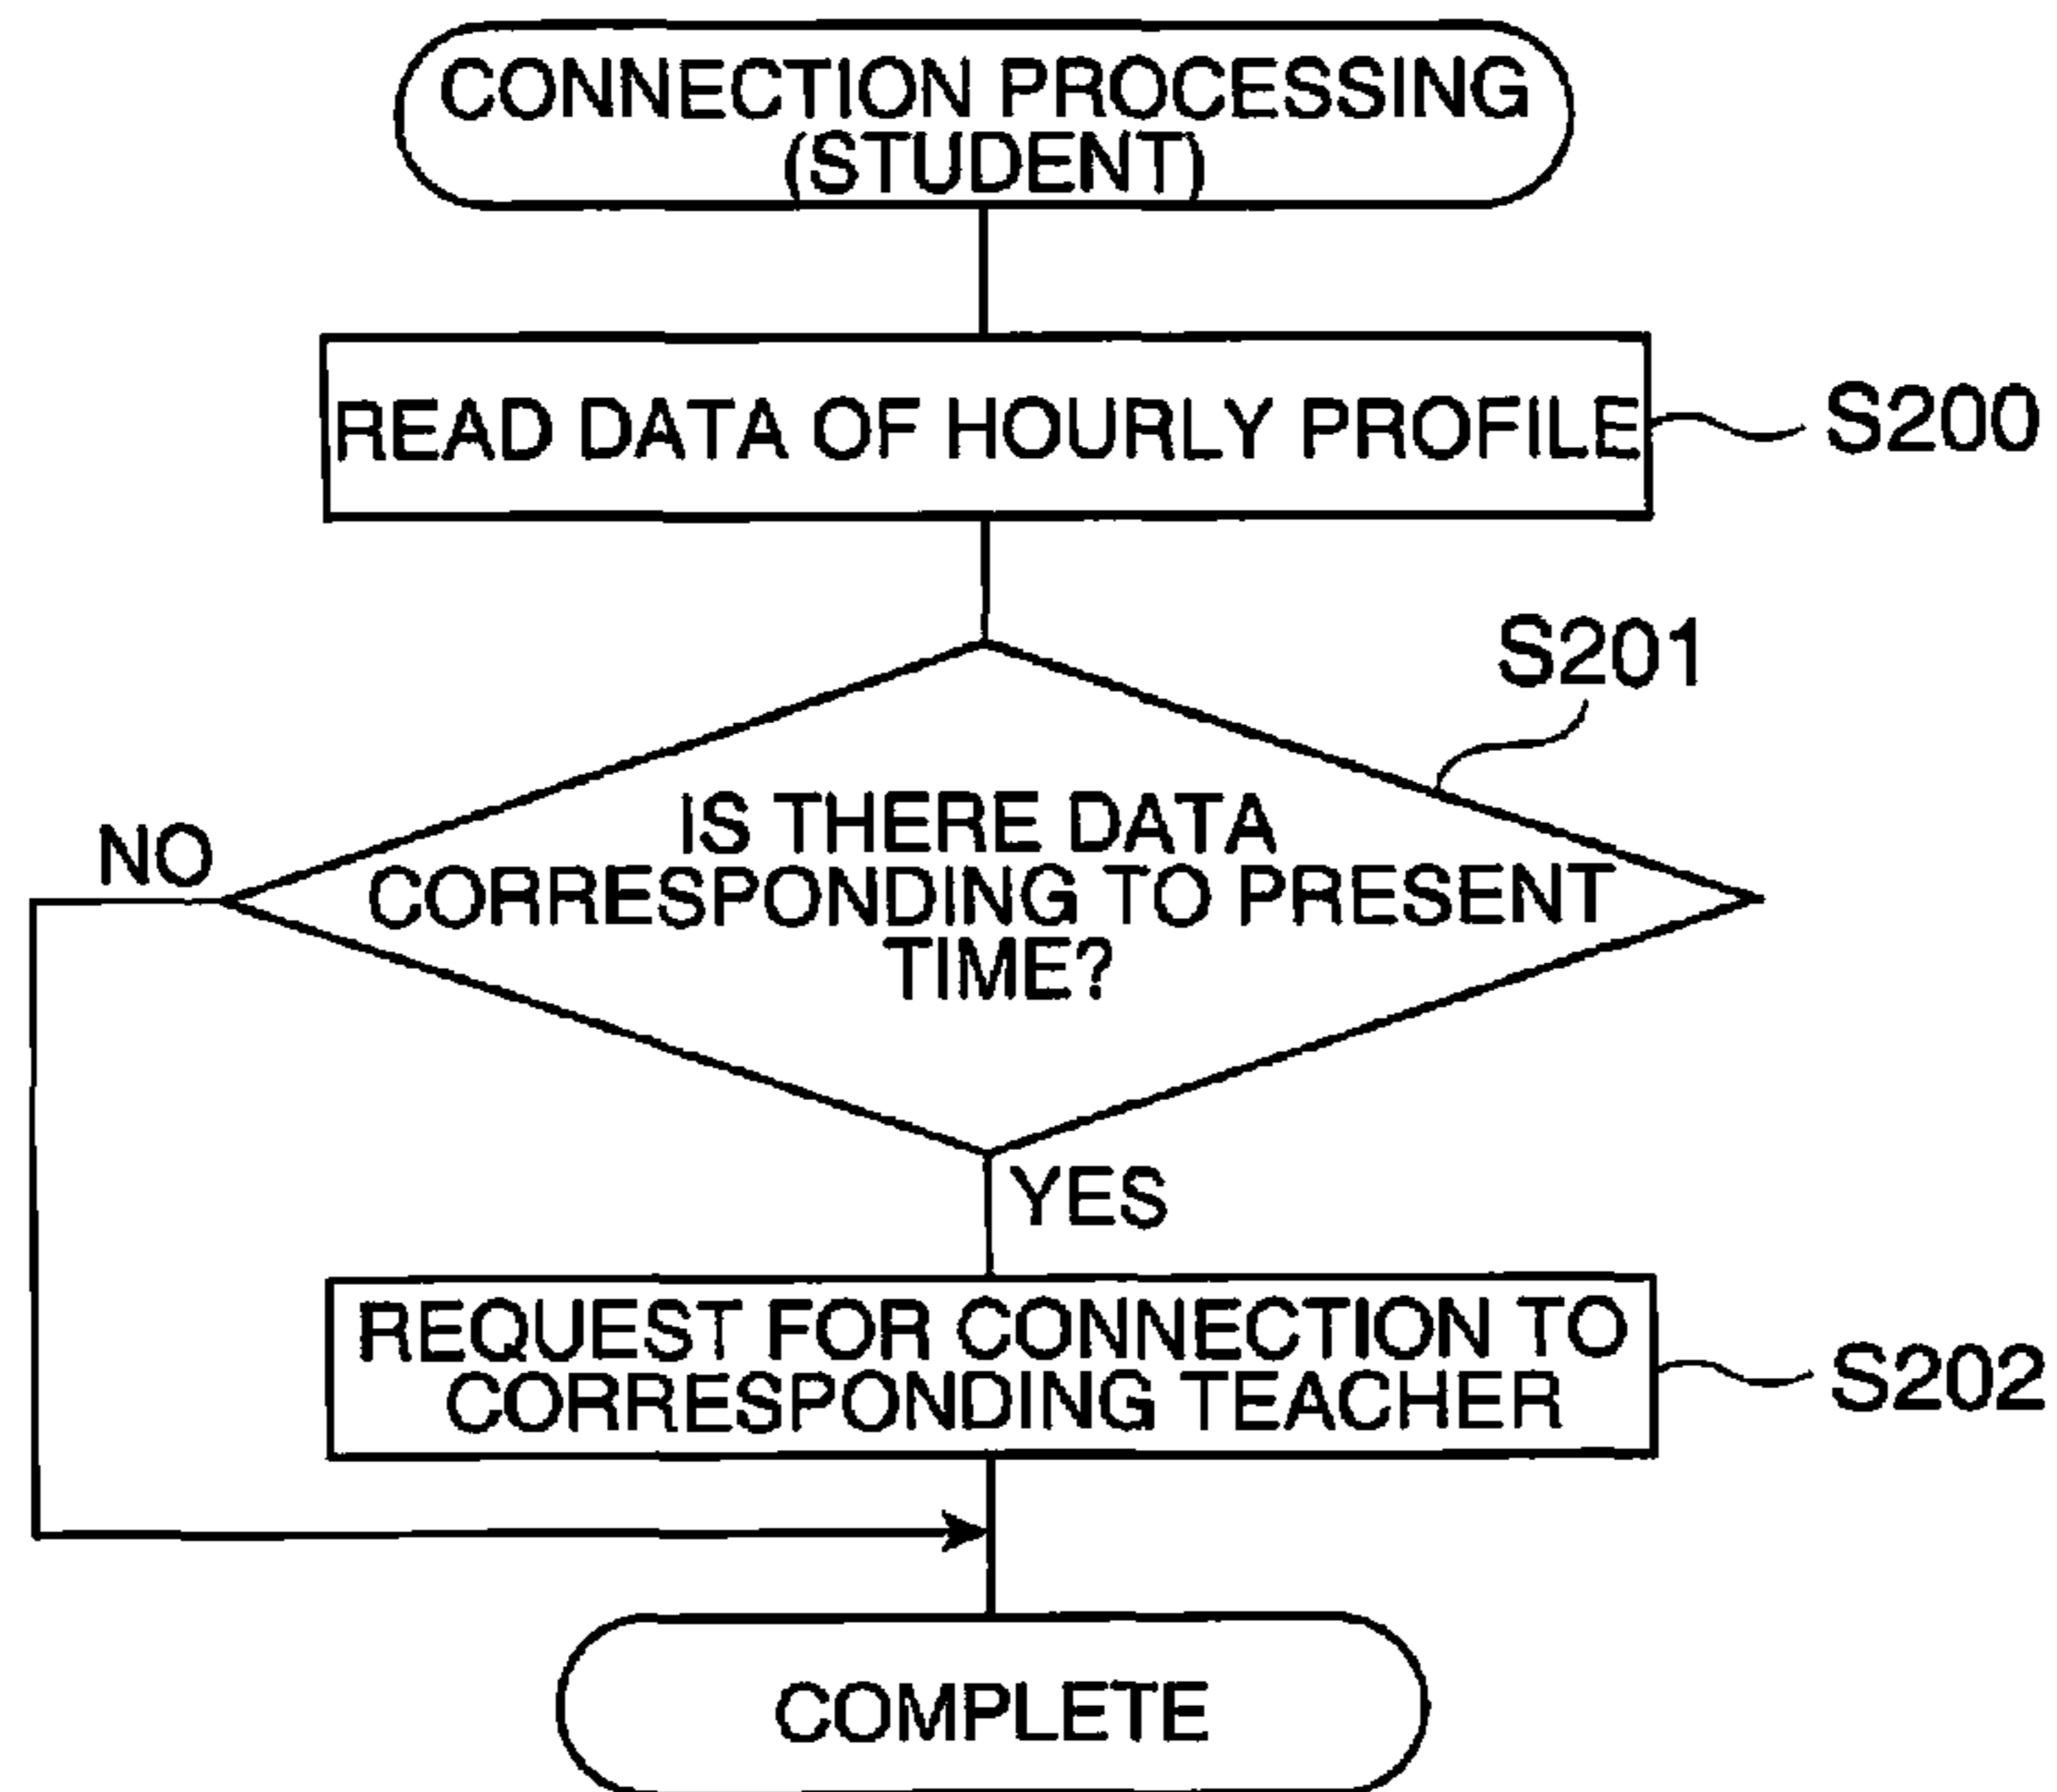 CONNECTION PROCESSING
(STUDENT)
READ DATA OF HOURLY PROFILE
S200
S201
IS THERE DATA
NO
CORRESPONDING TO PRESENT
TIME?
YES
REQUEST FOR CONNECTION TO
CORRESPONDING TEACHER
S202
COMPLETE